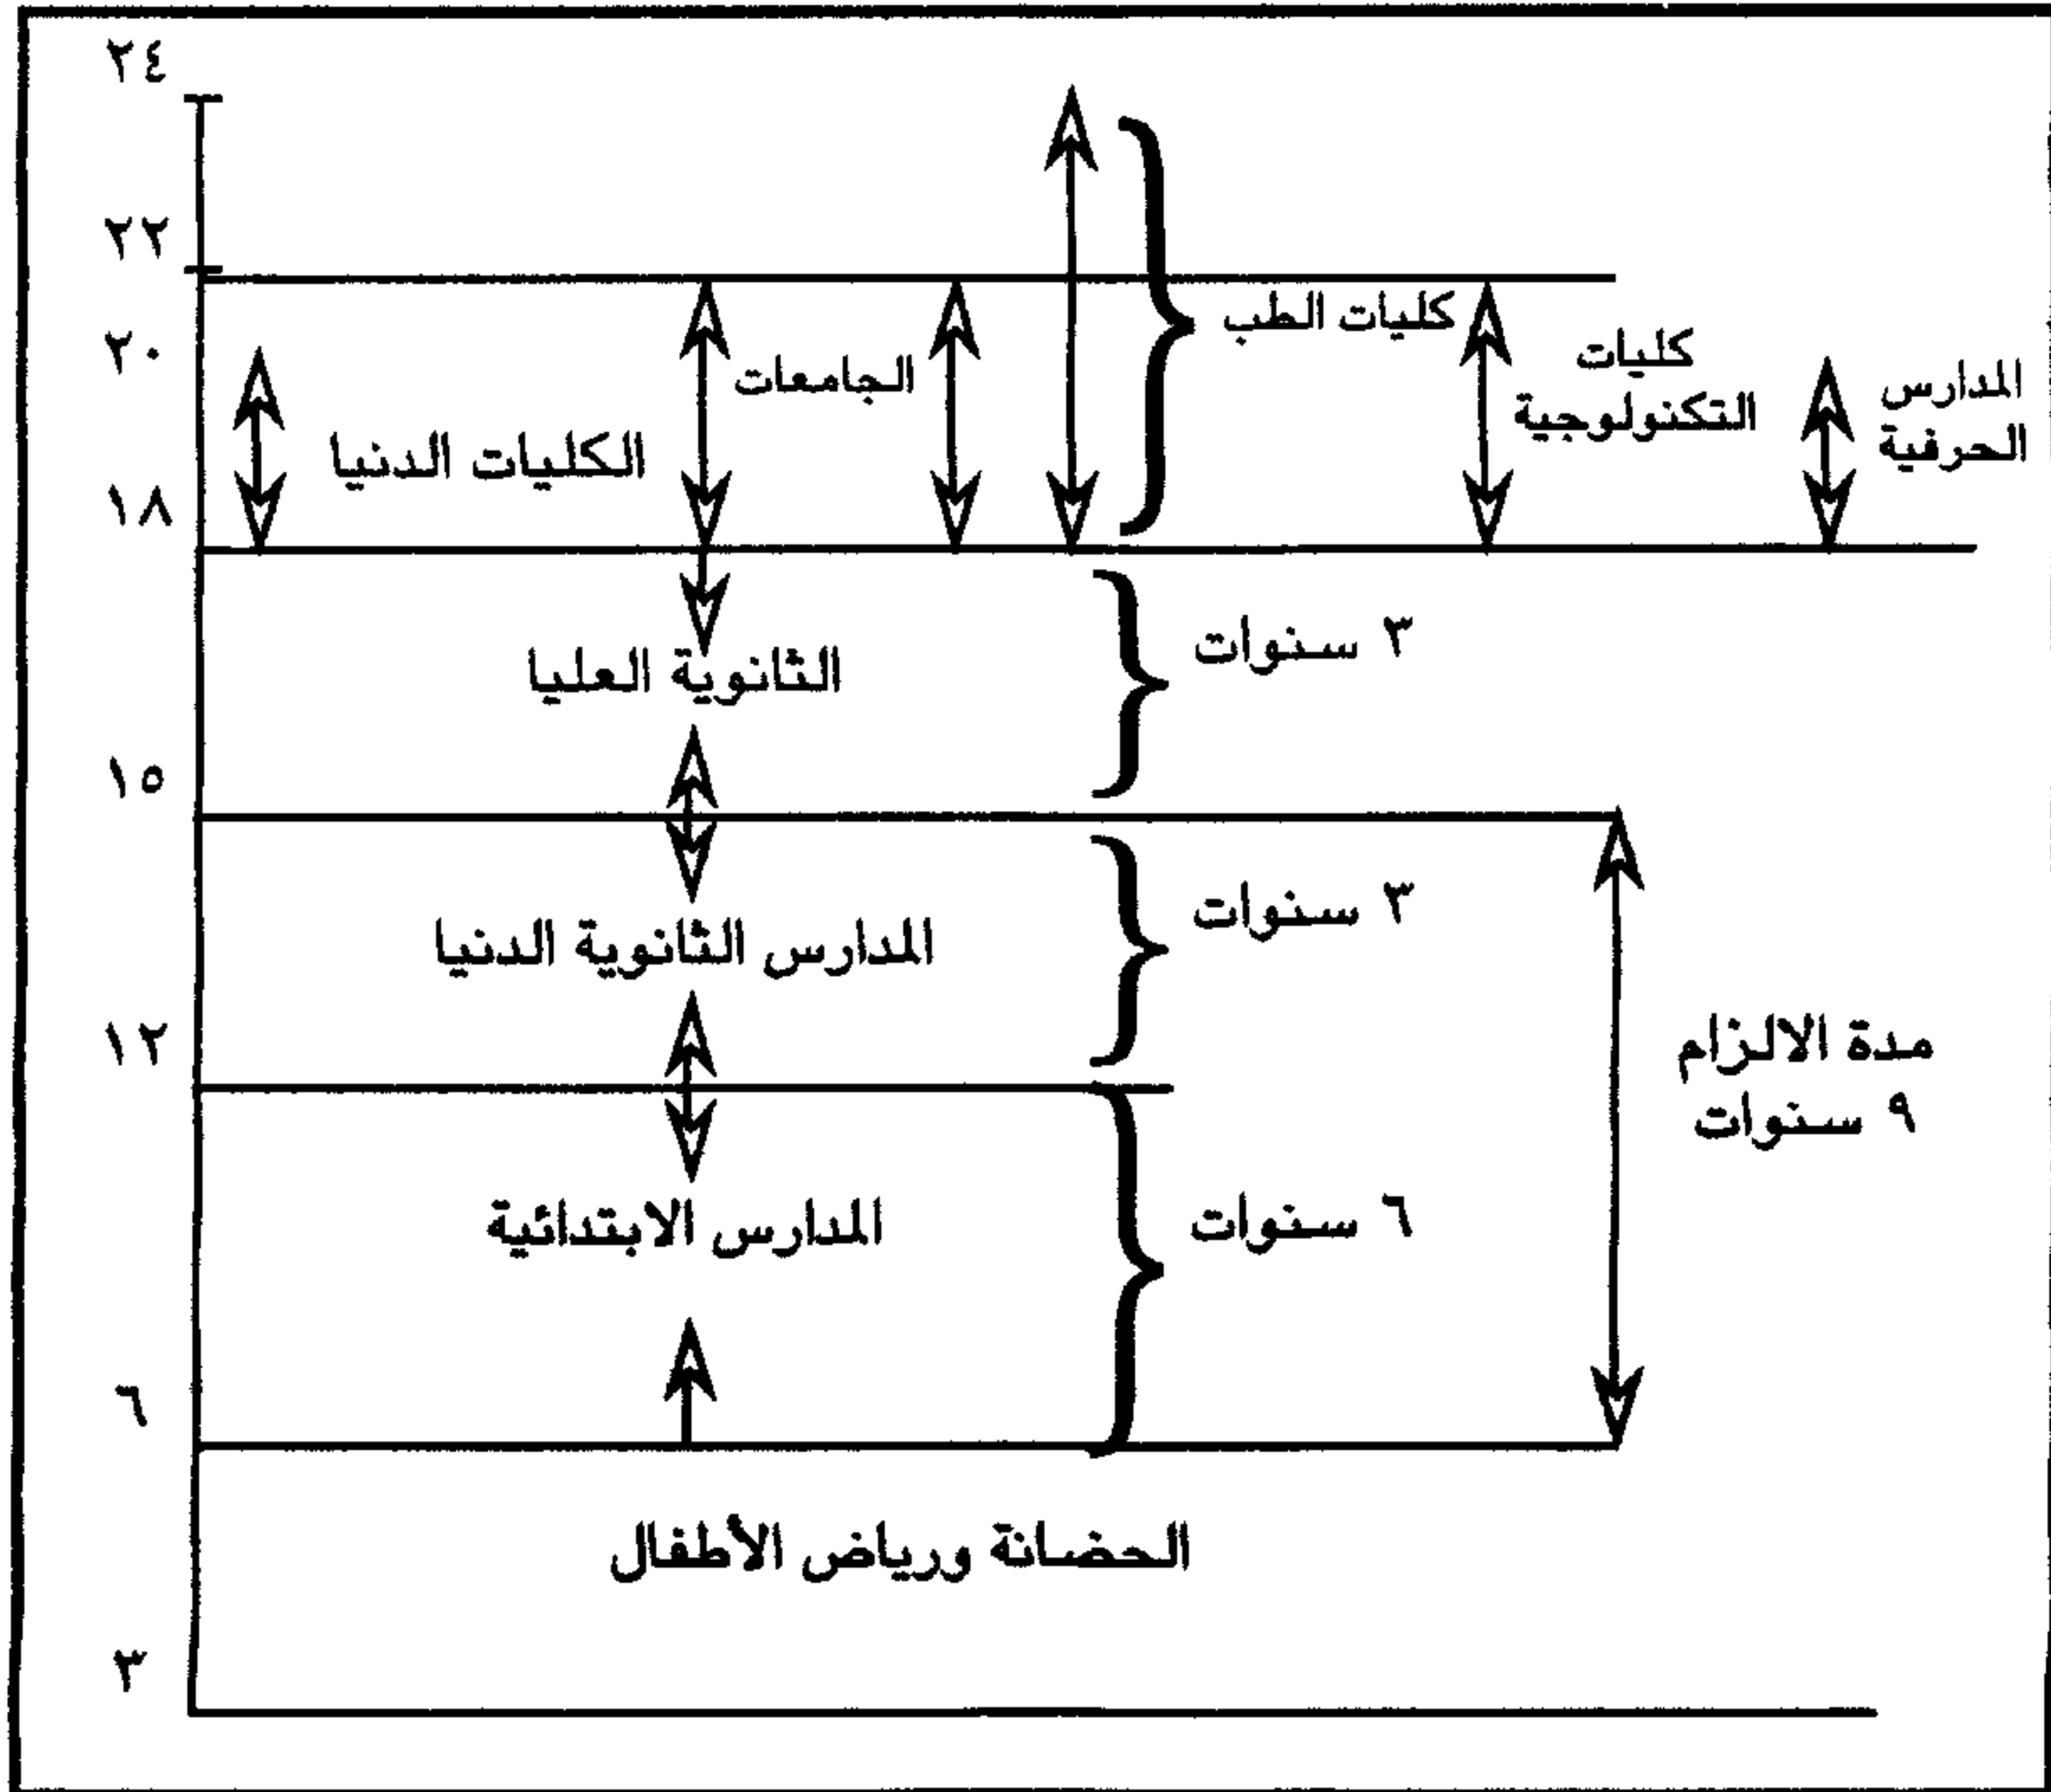 ٢٤
٢٢
٢٠
١٨
١٥
١٢
٦
٣
المدارس
الحرفية
كليات
التكنولوجية
كليات الطب
الجامعات
الكليات الدنيا
٣ سنوات
الثانوية العليا
٣ سنوات
المدارس الثانوية الدنيا
مدة الالزام
٩ سنوات
٦ سنوات
المدارس الابتدائية
الحضانة ورياض الأطفال